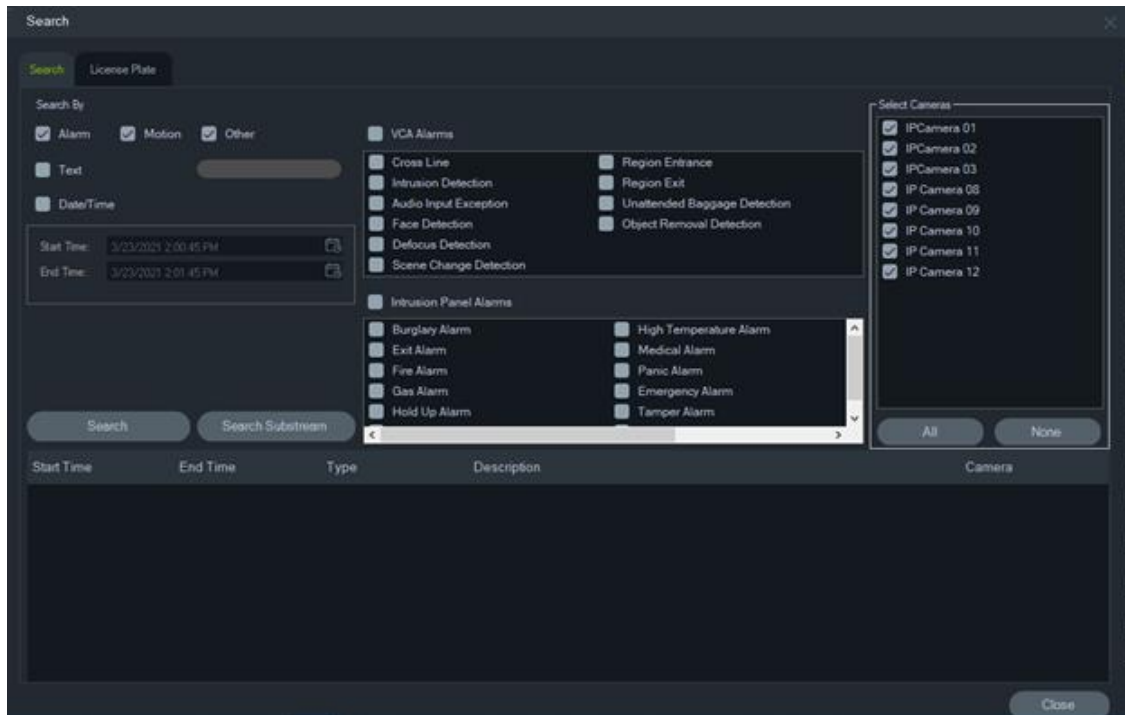 Search
Search License Plate
Search By
Alarm Motion Other
Text
Date/Time
Start Time: 3/23/2021 2:00:45 PM
End Time: 3/23/2021 2:01:45 PM
Search Search Substream
VCA Alarms
Cross Line Region Entrance
Intrusion Detection Region Exit
Audio Input Exception Unattended Baggage Detection
Face Detection Object Removal Detection
Defocus Detection
Scene Change Detection
Intrusion Panel Alarms
Burglary Alarm High Temperature Alarm
Exit Alarm Medical Alarm
Fire Alarm Panic Alarm
Gas Alarm Emergency Alarm
Hold Up Alarm Tamper Alarm
Select Cameras
IPCamera 01
IPCamera 02
IPCamera 03
IP Camera 08
IP Camera 09
IP Camera 10
IP Camera 11
IP Camera 12
All None
Start Time End Time Type Description Camera
Close